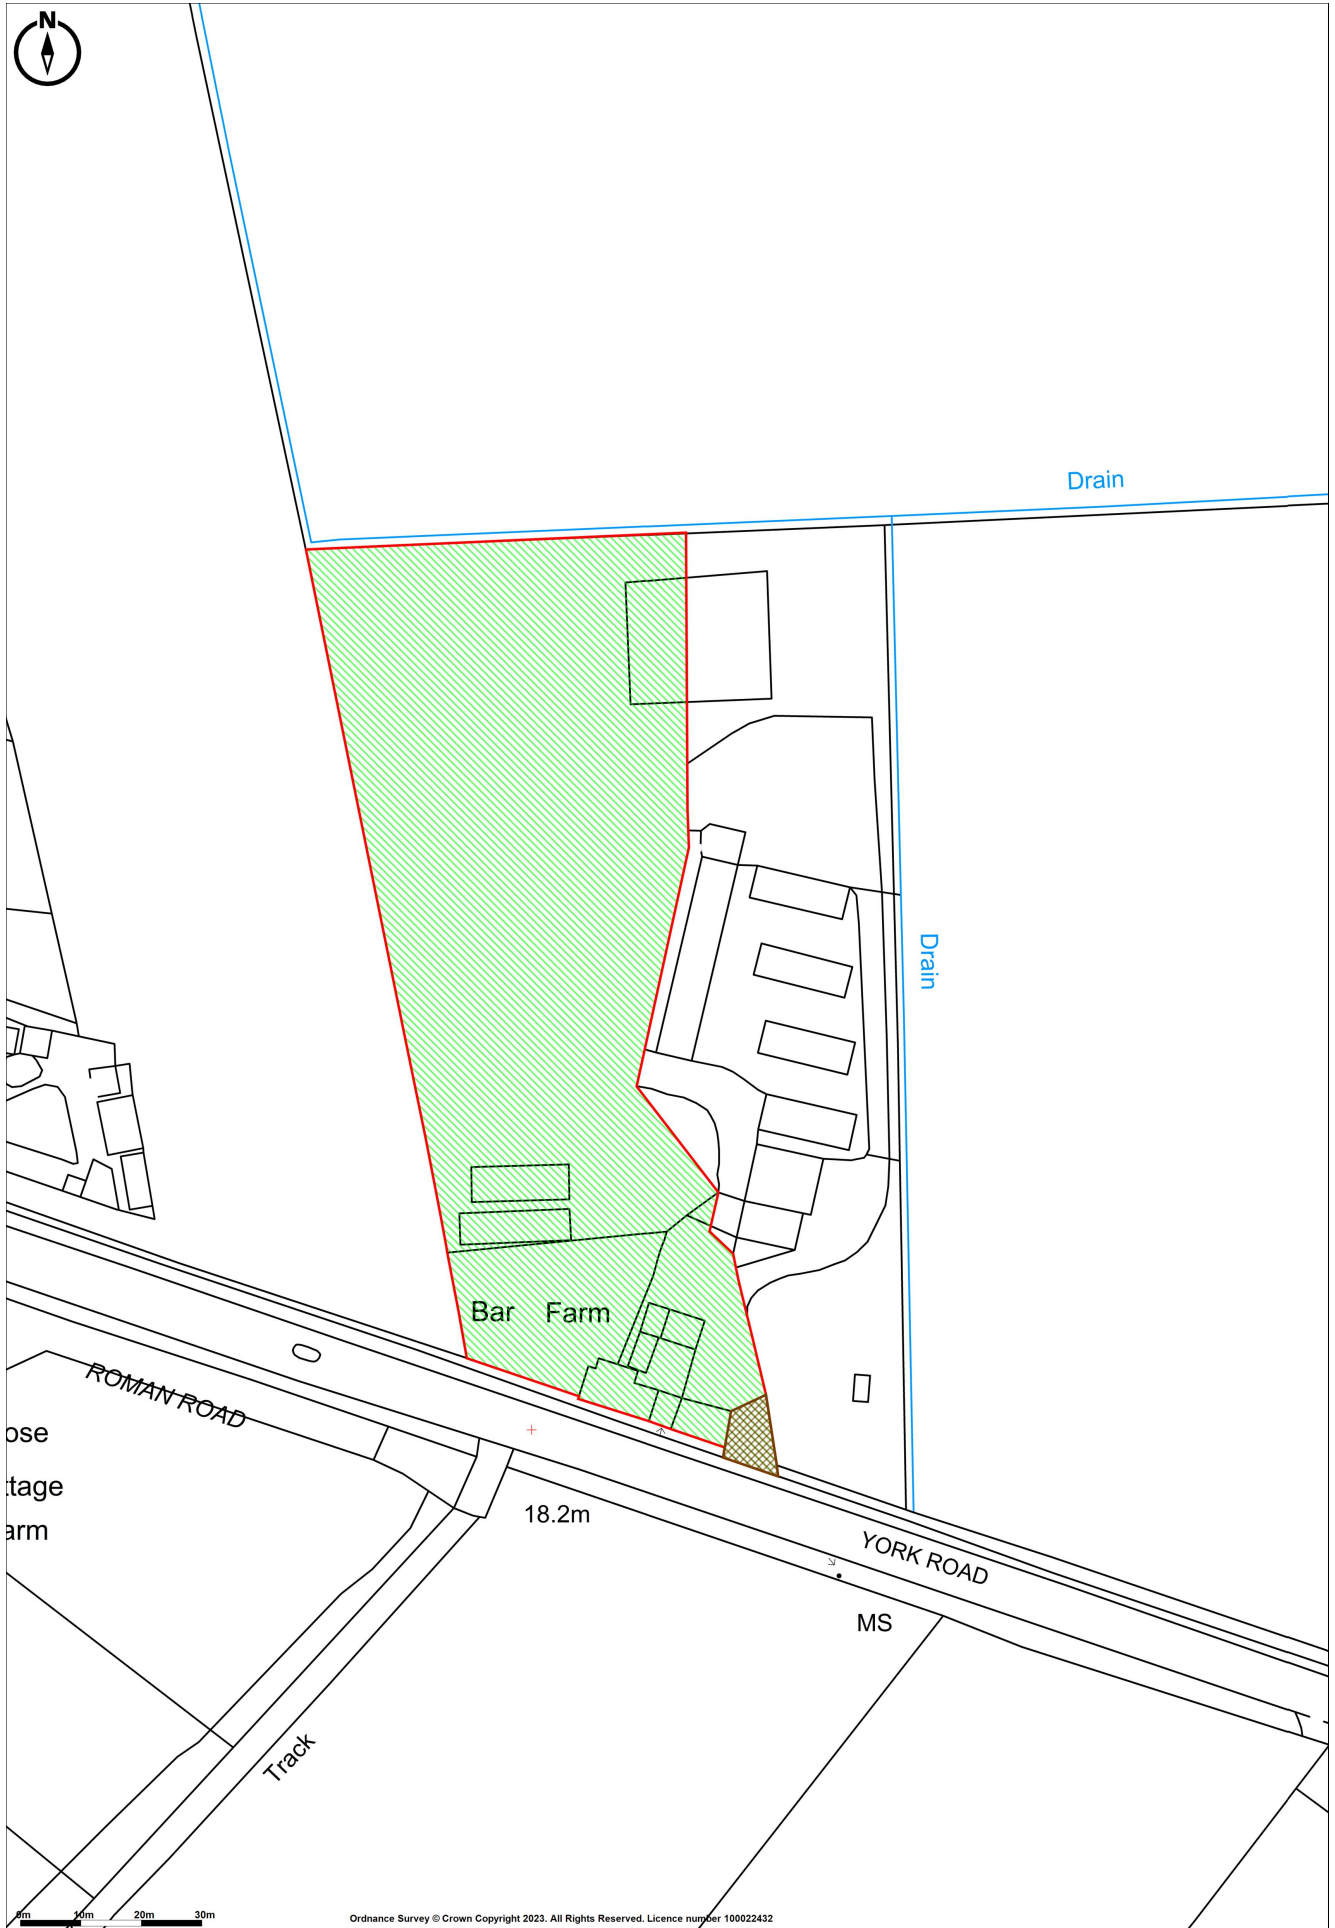 N
Drain
Drain
Bar Farm
ROMAN ROAD
ose
ttage
arm
18.2m
YORK ROAD
MS
Track
0m 10m 20m 30m
Ordnance Survey © Crown Copyright 2023. All Rights Reserved. Licence number 100022432